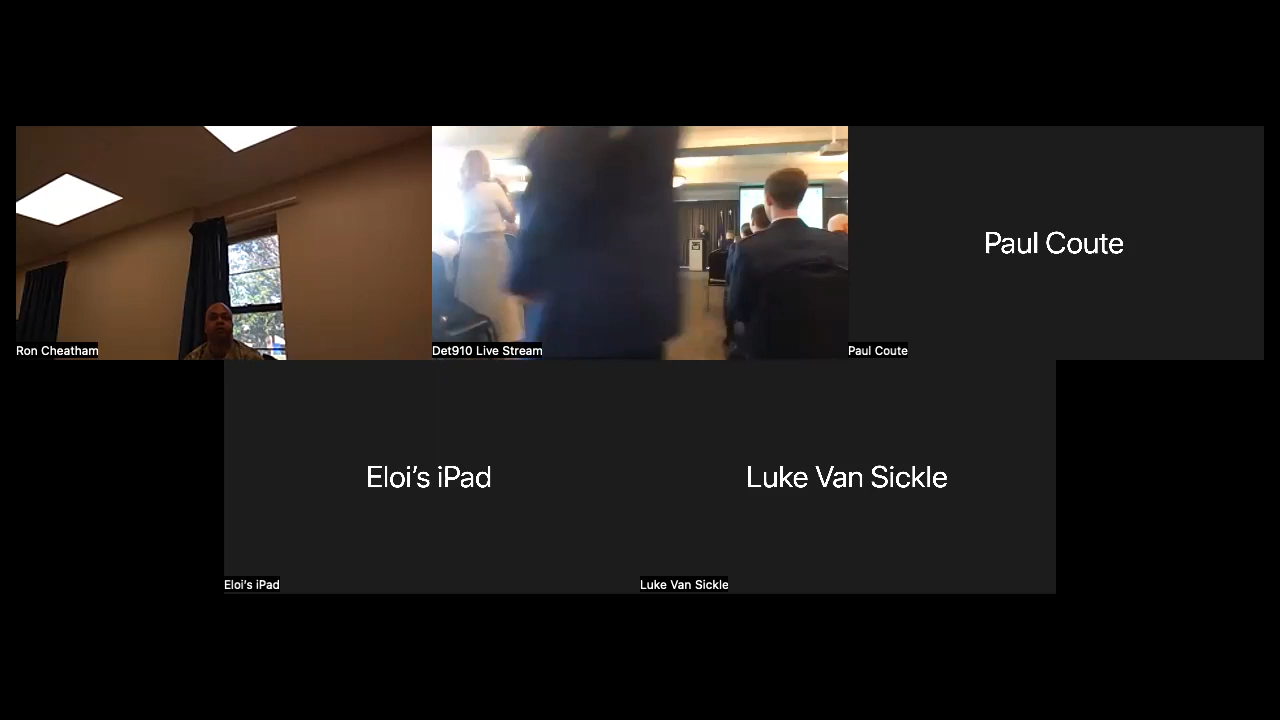 Paul Coute
Ron Cheatham
Det910 Live Stream
Paul Coute
Eloi’s iPad
Luke Van Sickle
Eloi’s iPad
Luke Van Sickle